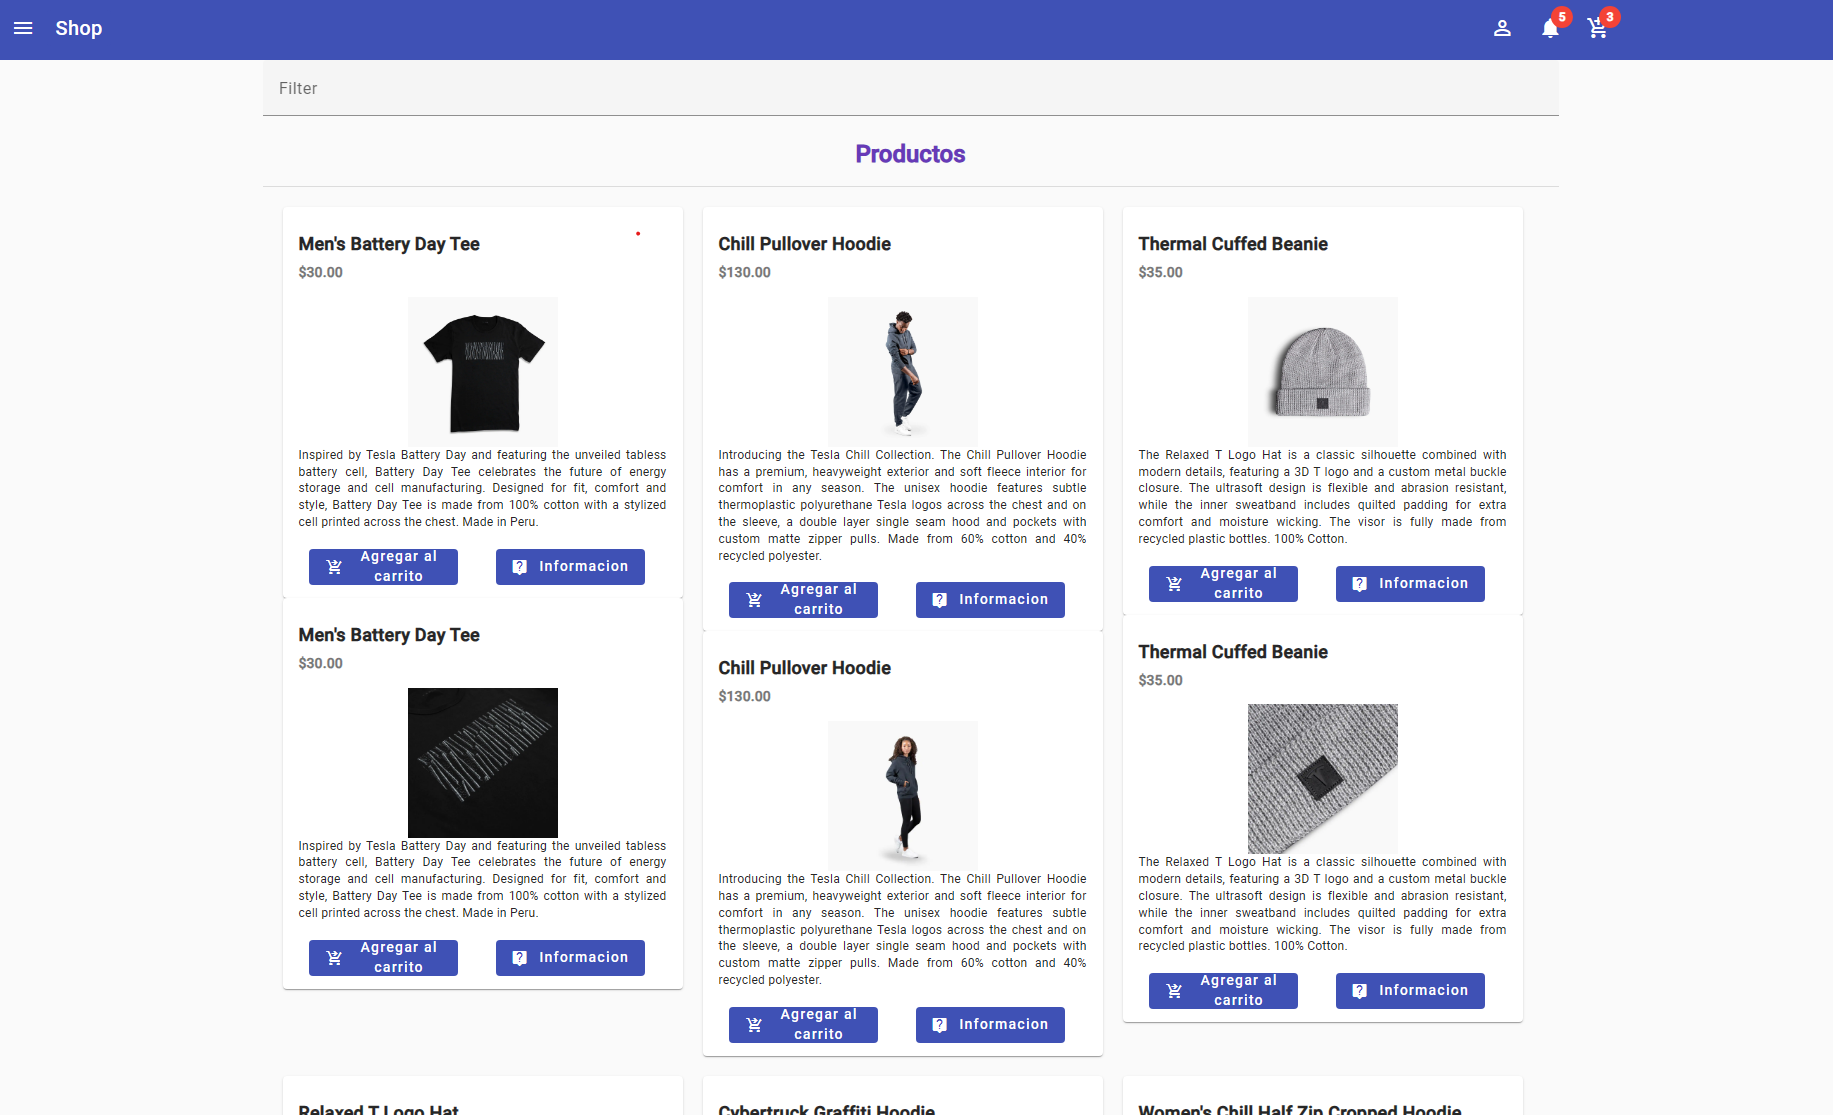 Shop
5
3
Filter
Productos
Men's Battery Day Tee
$30.00
Inspired by Tesla Battery Day and featuring the unveiled tabless
battery cell, Battery Day Tee celebrates the future of energy
storage and cell manufacturing. Designed for fit, comfort and
style, Battery Day Tee is made from 100% cotton with a stylized
cell printed across the chest. Made in Peru.
Agregar al
carrito
Informacion
Men's Battery Day Tee
$30.00
Inspired by Tesla Battery Day and featuring the unveiled tabless
battery cell, Battery Day Tee celebrates the future of energy
storage and cell manufacturing. Designed for fit, comfort and
style, Battery Day Tee is made from 100% cotton with a stylized
cell printed across the chest. Made in Peru.
Agregar al
carrito
Informacion
Chill Pullover Hoodie
$130.00
Introducing the Tesla Chill Collection. The Chill Pullover Hoodie
has a premium, heavyweight exterior and soft fleece interior for
comfort in any season. The unisex hoodie features subtle
thermoplastic polyurethane Tesla logos across the chest and on
the sleeve, a double layer single seam hood and pockets with
custom matte zipper pulls. Made from 60% cotton and 40%
recycled polyester.
Agregar al
carrito
Informacion
Chill Pullover Hoodie
$130.00
Introducing the Tesla Chill Collection. The Chill Pullover Hoodie
has a premium, heavyweight exterior and soft fleece interior for
comfort in any season. The unisex hoodie features subtle
thermoplastic polyurethane Tesla logos across the chest and on
the sleeve, a double layer single seam hood and pockets with
custom matte zipper pulls. Made from 60% cotton and 40%
recycled polyester.
Agregar al
carrito
Informacion
Thermal Cuffed Beanie
$35.00
The Relaxed T Logo Hat is a classic silhouette combined with
modern details, featuring a 3D T logo and a custom metal buckle
closure. The ultrasoft design is flexible and abrasion resistant,
while the inner sweatband includes quilted padding for extra
comfort and moisture wicking. The visor is fully made from
recycled plastic bottles. 100% Cotton.
Agregar al
carrito
Informacion
Thermal Cuffed Beanie
$35.00
The Relaxed T Logo Hat is a classic silhouette combined with
modern details, featuring a 3D T logo and a custom metal buckle
closure. The ultrasoft design is flexible and abrasion resistant,
while the inner sweatband includes quilted padding for extra
comfort and moisture wicking. The visor is fully made from
recycled plastic bottles. 100% Cotton.
Agregar al
carrito
Informacion
Relaxed T Logo Hat
Cybertruck Graffiti Hoodie
Women's Chill Half Zip Cropped Hoodie